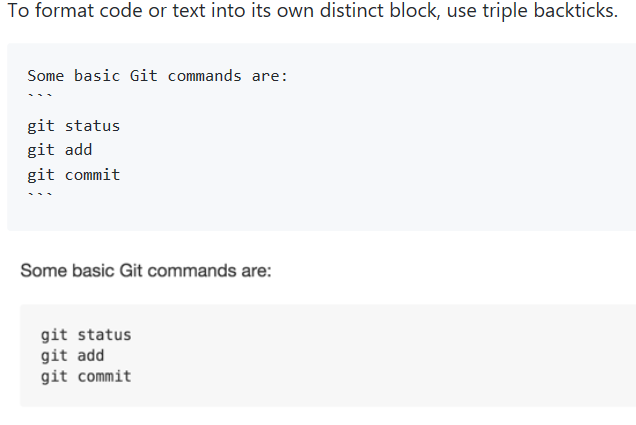 To format code or text into its own distinct block, use triple backticks.
Some basic Git commands are:
```
git status
git add
git commit
```
Some basic Git commands are:
git status
git add
git commit